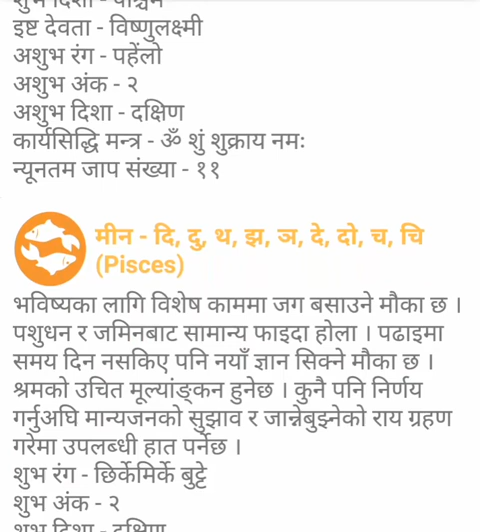 शुभ दिशा - पश्चिम
इष्ट देवता - विष्णुलक्ष्मी
अशुभ रंग - पहेंलो
अशुभ अंक - २
अशुभ दिशा - दक्षिण
कार्यसिद्धि मन्त्र - ॐ शुं शुक्राय नमः
न्यूनतम जाप संख्या - ११
मीन - दि, दु, थ, झ, ञ, दे, दो, च, चि
(Pisces)
भविष्यका लागि विशेष काममा जग बसाउने मौका छ ।
पशुधन र जमिनबाट सामान्य फाइदा होला । पढाइमा
समय दिन नसकिए पनि नयाँ ज्ञान सिक्ने मौका छ ।
श्रमको उचित मूल्यांङ्कन हुनेछ । कुनै पनि निर्णय
गर्नुअघि मान्यजनको सुझाव र जान्नेबुझ्नेको राय ग्रहण
गरेमा उपलब्धी हात पर्नेछ ।
शुभ रंग - छिर्केमिर्के बुट्टे
शुभ अंक - २
शुभ दिशा - दक्षिण